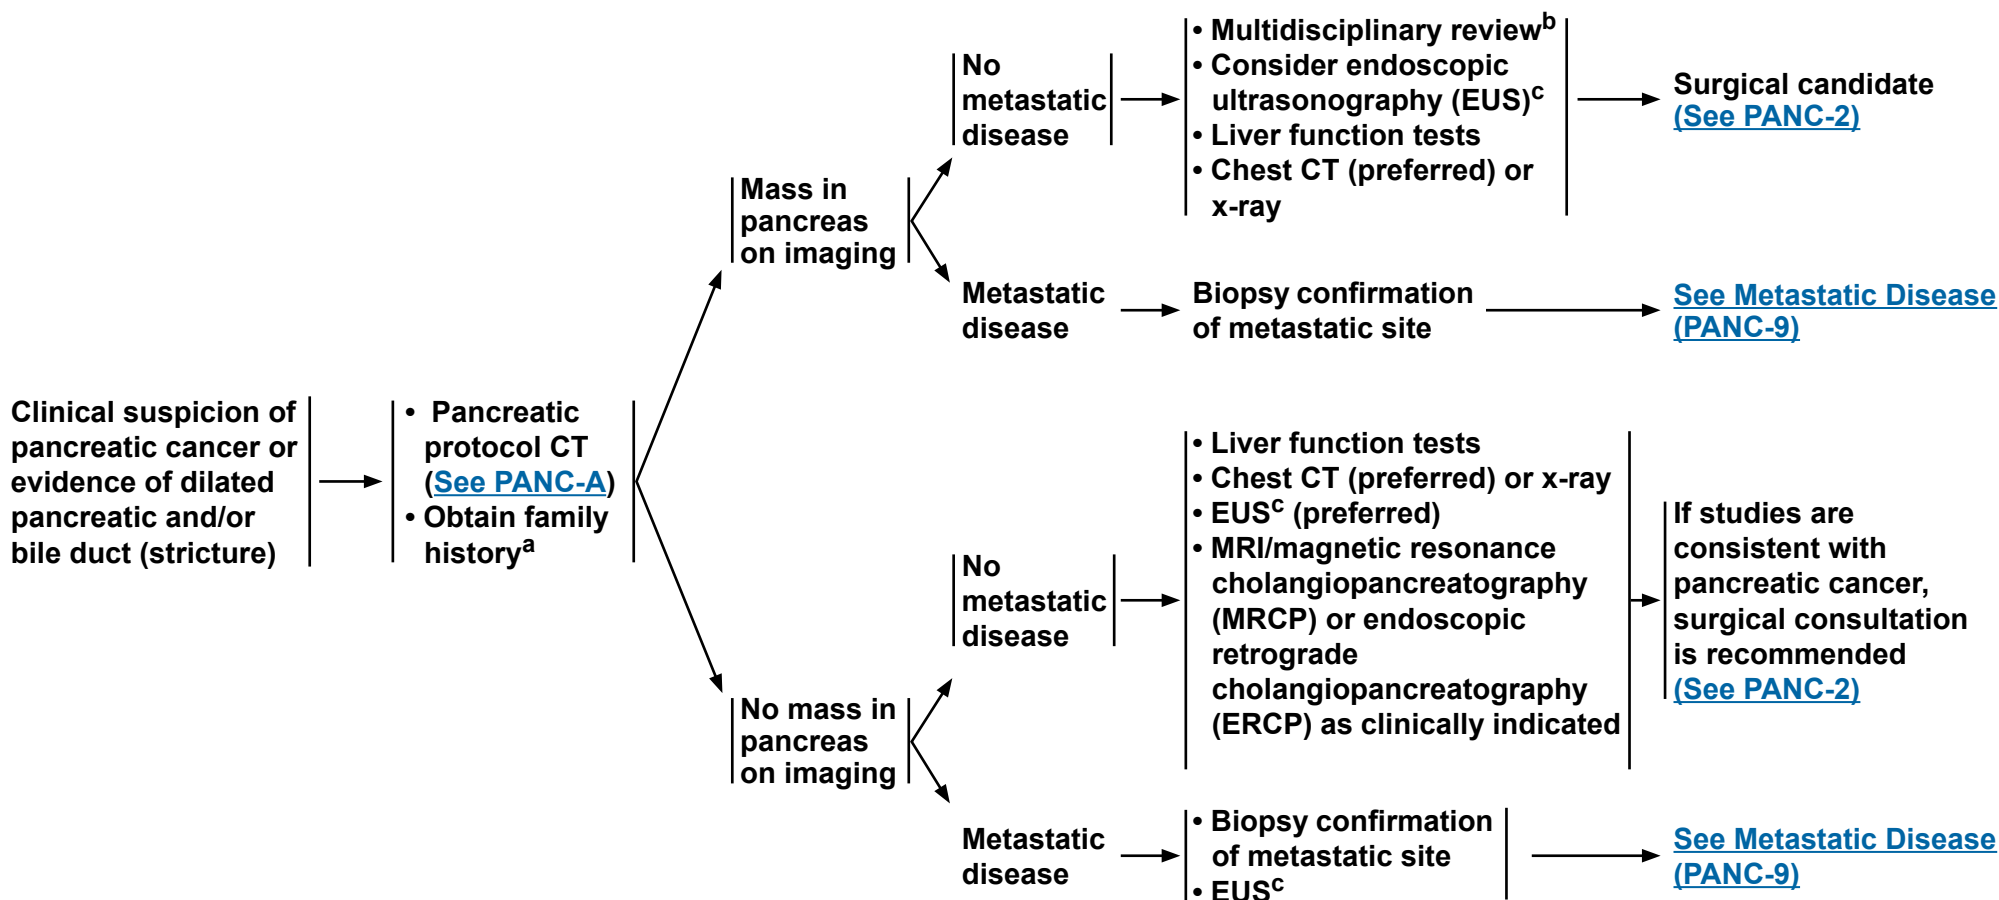 Clinical suspicion of
pancreatic cancer or
evidence of dilated
pancreatic and/or
bile duct (stricture)
• Pancreatic
protocol CT
(See PANC-A)
• Obtain family
historyᵃ
Mass in
pancreas
on imaging
No
metastatic
disease
• Multidisciplinary reviewᵇ
• Consider endoscopic
ultrasonography (EUS)ᶜ
• Liver function tests
• Chest CT (preferred) or
x-ray
Surgical candidate
(See PANC-2)
Metastatic
disease
Biopsy confirmation
of metastatic site
See Metastatic Disease
(PANC-9)
No mass in
pancreas
on imaging
No
metastatic
disease
• Liver function tests
• Chest CT (preferred) or x-ray
• EUSᶜ (preferred)
• MRI/magnetic resonance
cholangiopancreatography
(MRCP) or endoscopic
retrograde
cholangiopancreatography
(ERCP) as clinically indicated
If studies are
consistent with
pancreatic cancer,
surgical consultation
is recommended
(See PANC-2)
Metastatic
disease
• Biopsy confirmation
of metastatic site
• EUSᶜ
See Metastatic Disease
(PANC-9)